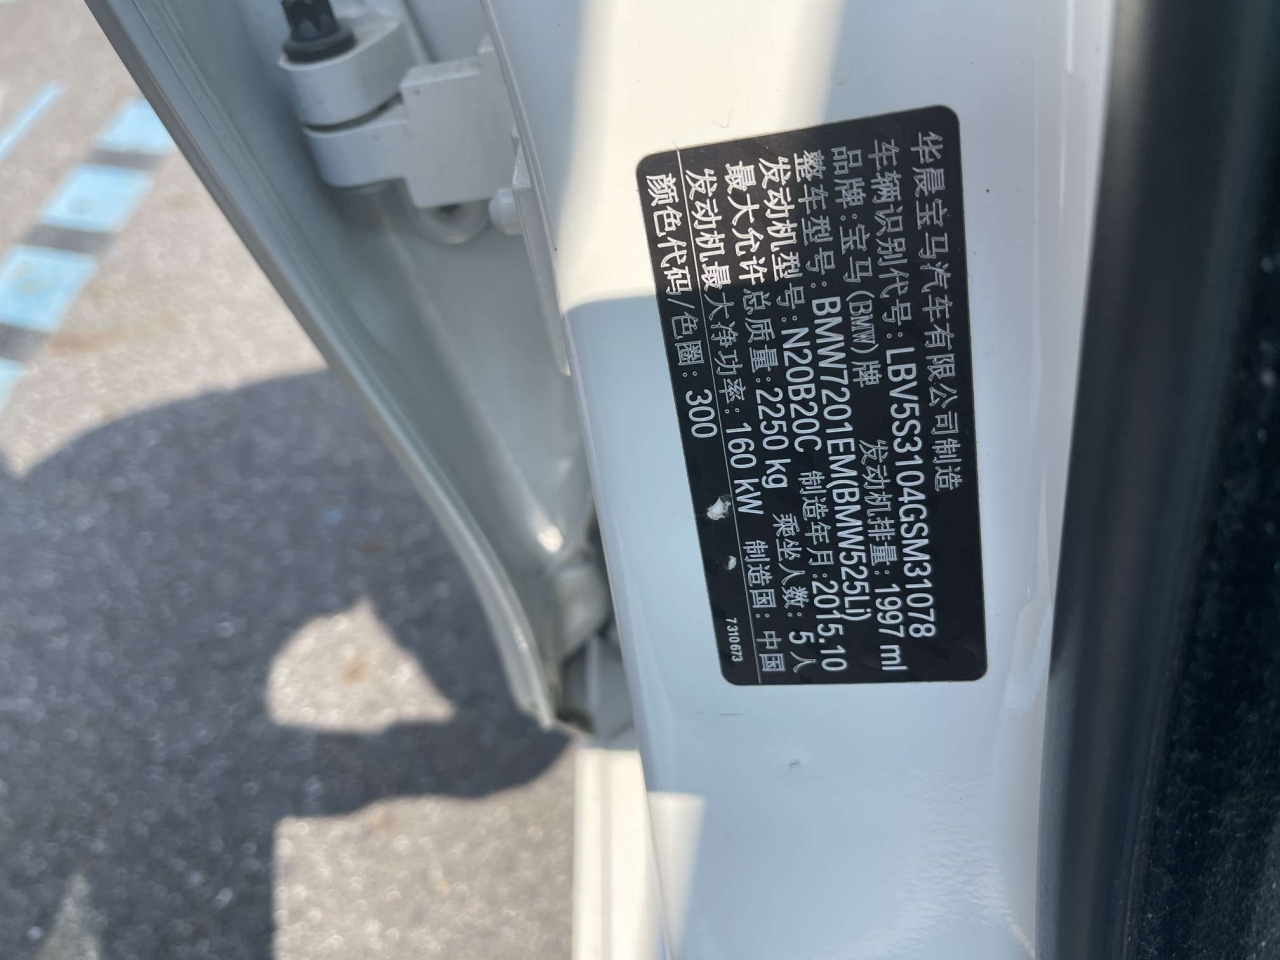 华晨宝马汽车有限公司制造
车辆识别代号:LBV5S3104GSM31078
品牌:宝马(BMW)牌 发动机排量:1997 ml
整车型号:BMW7201EM(BMW525Li)
发动机型号:N20B20C 制造年月:2015.10
最大允许总质量:2250 kg 乘坐人数:5人
发动机最大净功率:160 kW 制造国:中国
颜色代码/色圈:300
7310673